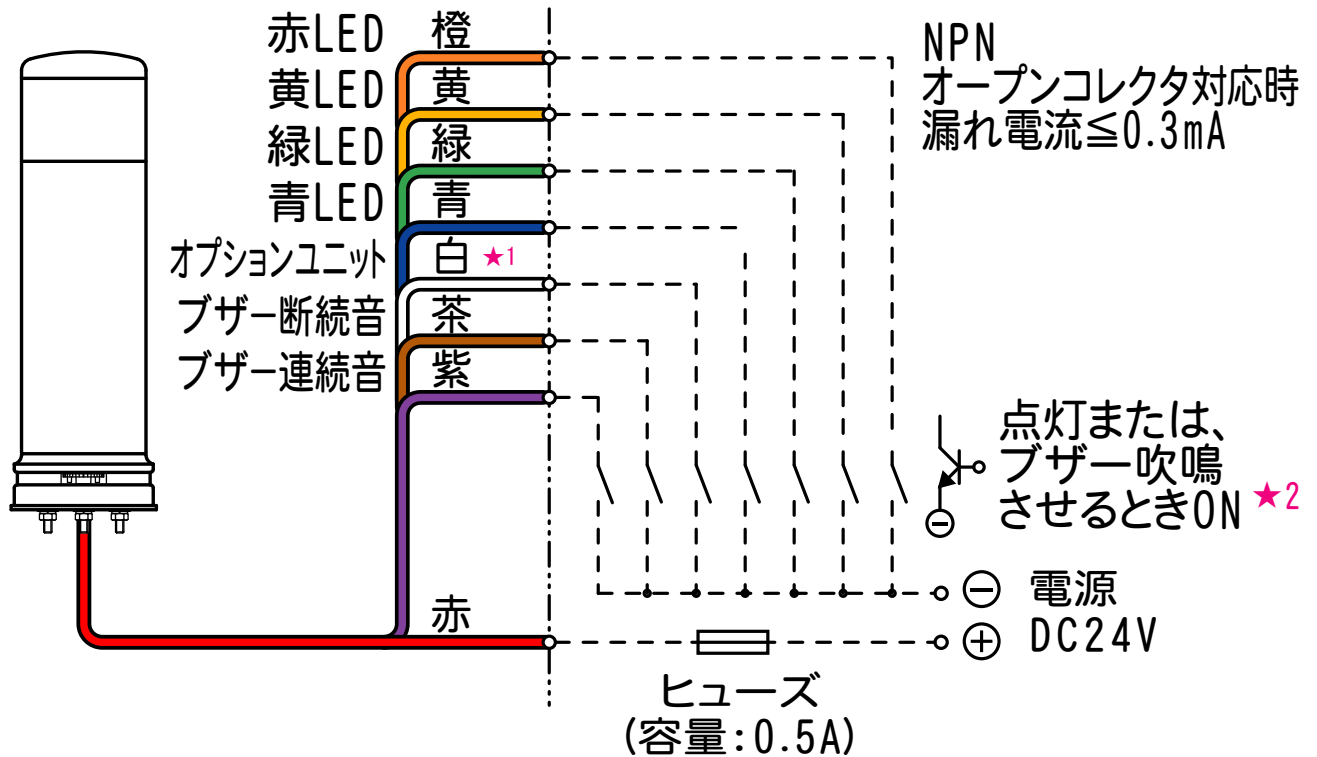 赤LED 橙
黄LED 黄
緑LED 緑
青LED 青
オプションユニット 白 ★1
ブザー断続音 茶
ブザー連続音 紫
赤
NPN
オープンコレクタ対応時
漏れ電流≦0.3mA
点灯または、
ブザー吹鳴
させるときON ★2
⊖ 電源
⊕ DC24V
ヒューズ
(容量:0.5A)